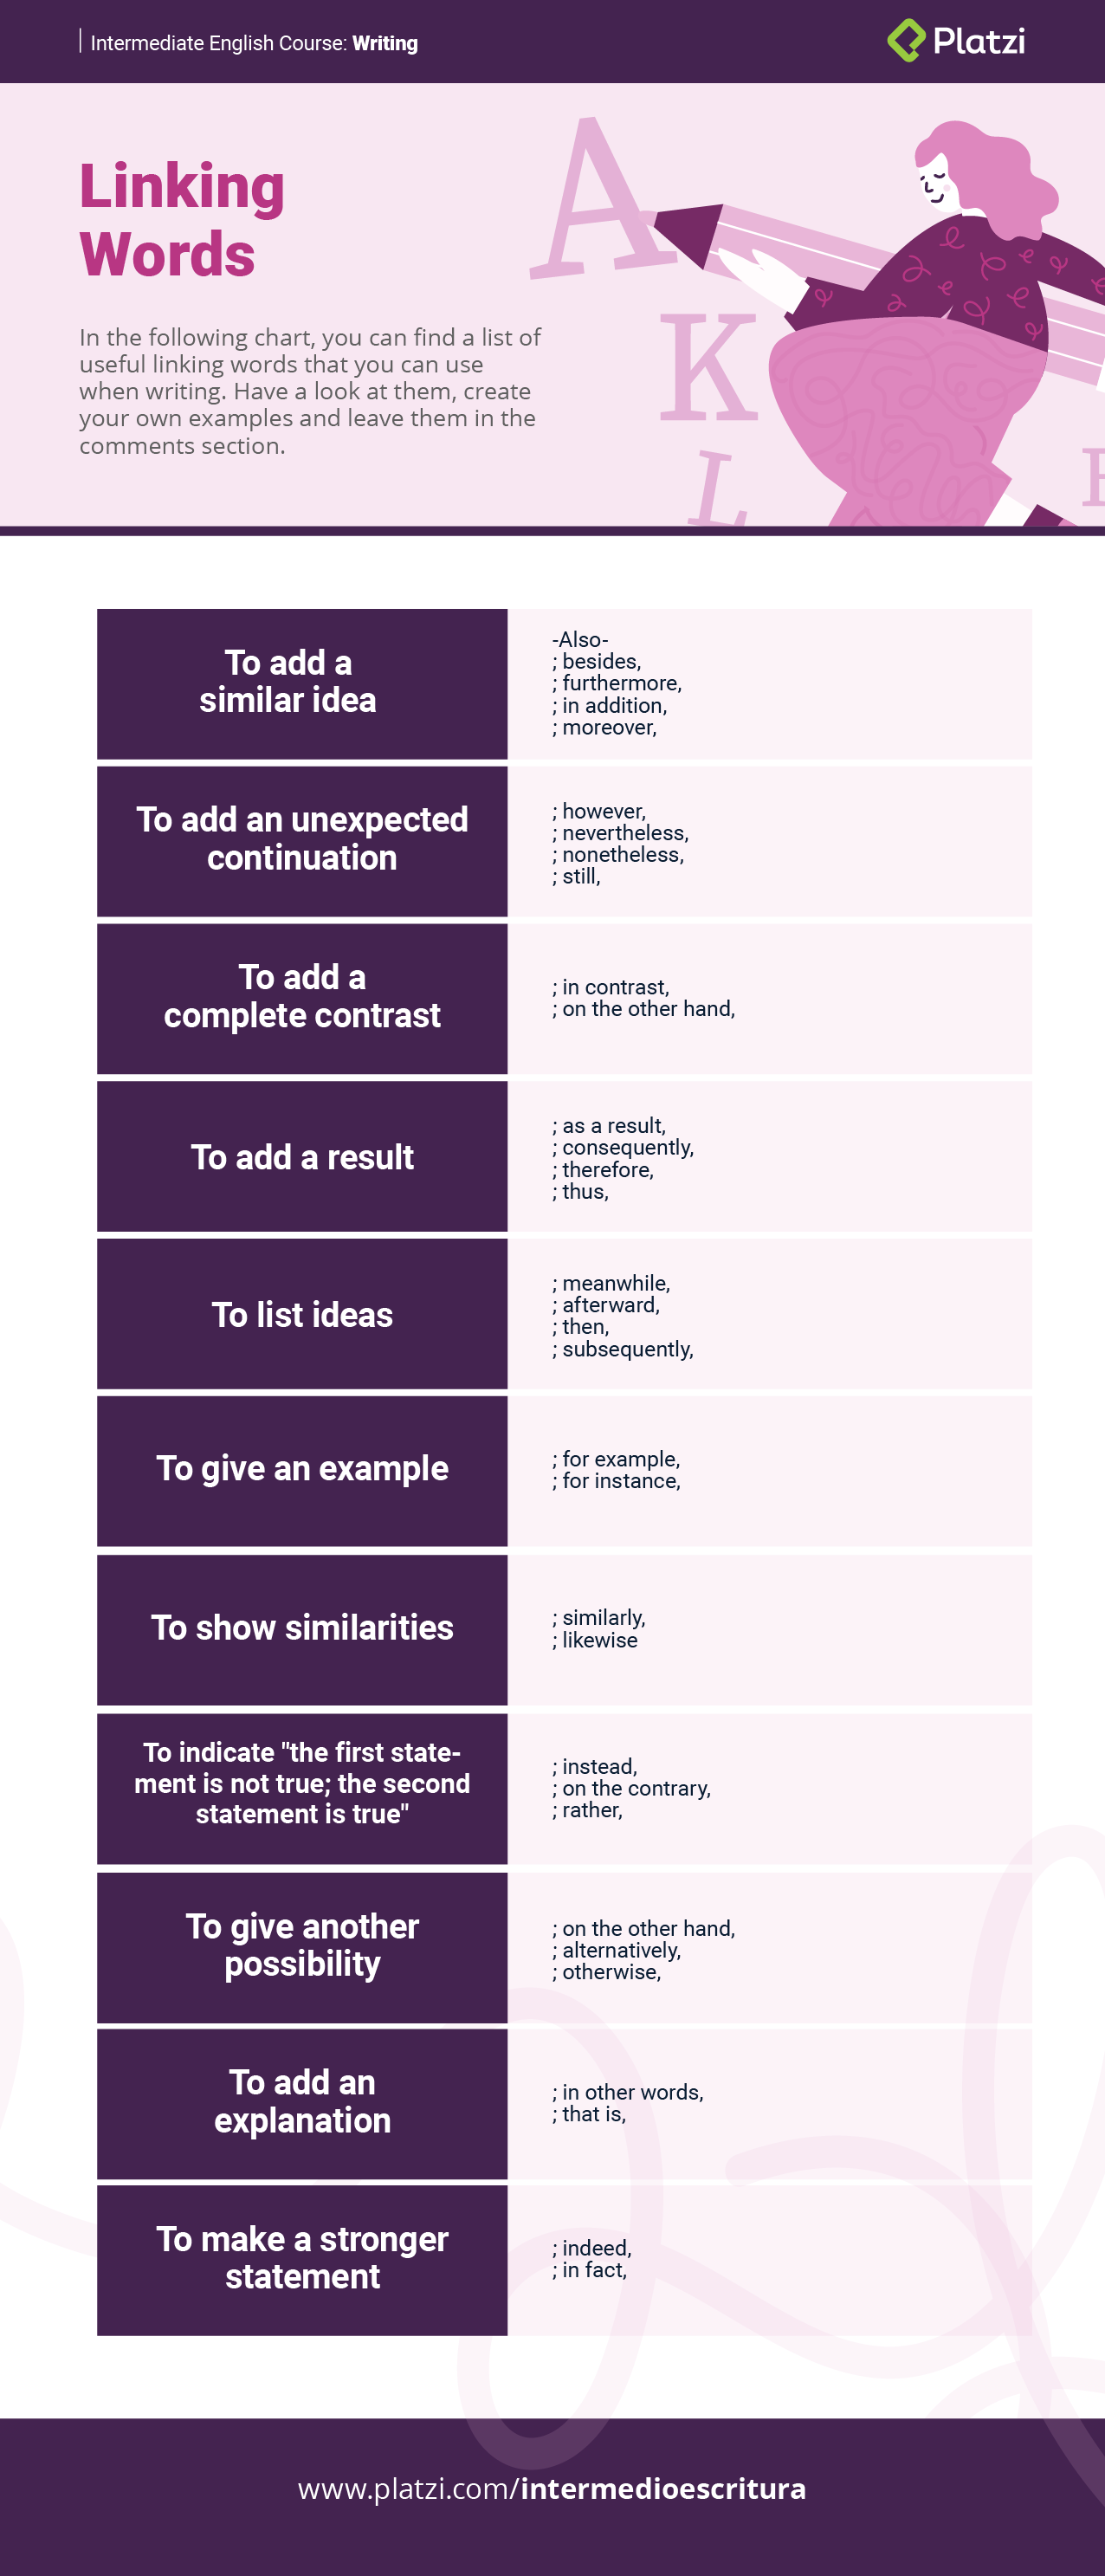 Intermediate English Course: Writing
Platzi
A
K
L
Linking
Words
In the following chart, you can find a list of
useful linking words that you can use
when writing. Have a look at them, create
your own examples and leave them in the
comments section.
To add a
similar idea
-Also-
; besides,
; furthermore,
; in addition,
; moreover,
To add an unexpected
continuation
; however,
; nevertheless,
; nonetheless,
; still,
To add a
complete contrast
; in contrast,
; on the other hand,
To add a result
; as a result,
; consequently,
; therefore,
; thus,
To list ideas
; meanwhile,
; afterward,
; then,
; subsequently,
To give an example
; for example,
; for instance,
To show similarities
; similarly,
; likewise
To indicate "the first state-
ment is not true; the second
statement is true"
; instead,
; on the contrary,
; rather,
To give another
possibility
; on the other hand,
; alternatively,
; otherwise,
To add an
explanation
; in other words,
; that is,
To make a stronger
statement
; indeed,
; in fact,
www.platzi.com/intermedioescritura